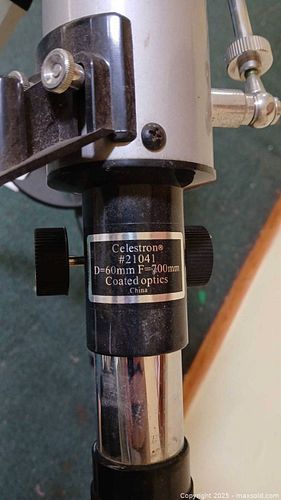 Celestron®
#21041
D=60mm F=700mm
Coated optics
China
Copyright 2025 - maxsold.com